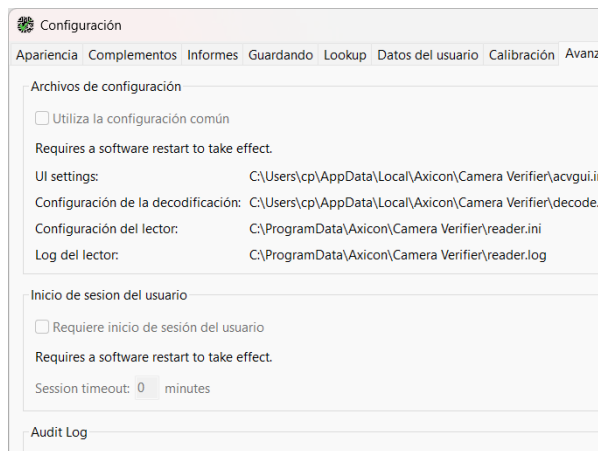 Configuración
Apariencia Complementos Informes Guardando Lookup Datos del usuario Calibración Avanz
Archivos de configuración
Utiliza la configuración común
Requires a software restart to take effect.
UI settings: C:\Users\cp\AppData\Local\Axicon\Camera Verifier\acvgui.i
Configuración de la decodificación: C:\Users\cp\AppData\Local\Axicon\Camera Verifier\decode.
Configuración del lector: C:\ProgramData\Axicon\Camera Verifier\reader.ini
Log del lector: C:\ProgramData\Axicon\Camera Verifier\reader.log
Inicio de sesion del usuario
Requiere inicio de sesión del usuario
Requires a software restart to take effect.
Session timeout: 0 minutes
Audit Log